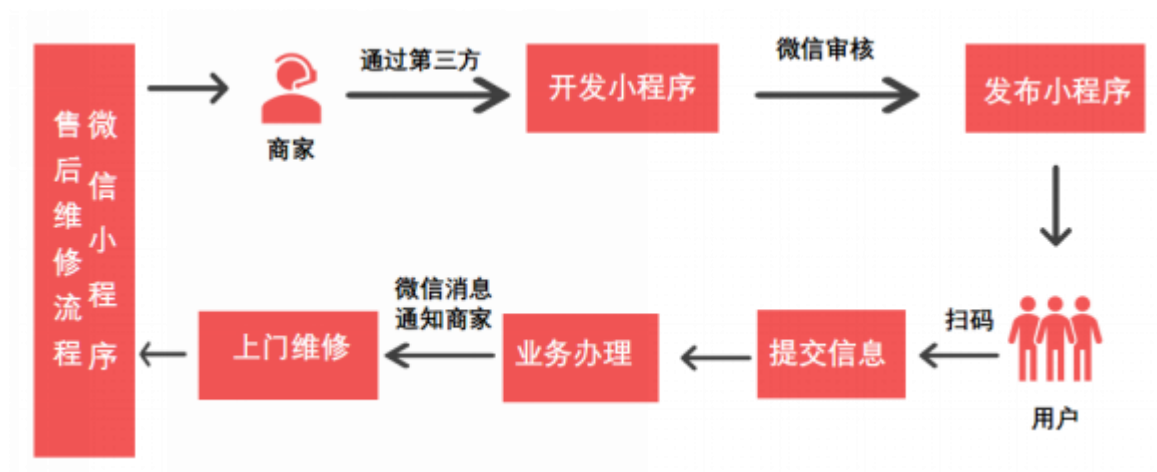 微信小程序
售后维修流程
商家
通过第三方
开发小程序
微信审核
发布小程序
用户
扫码
提交信息
业务办理
微信消息
通知商家
上门维修